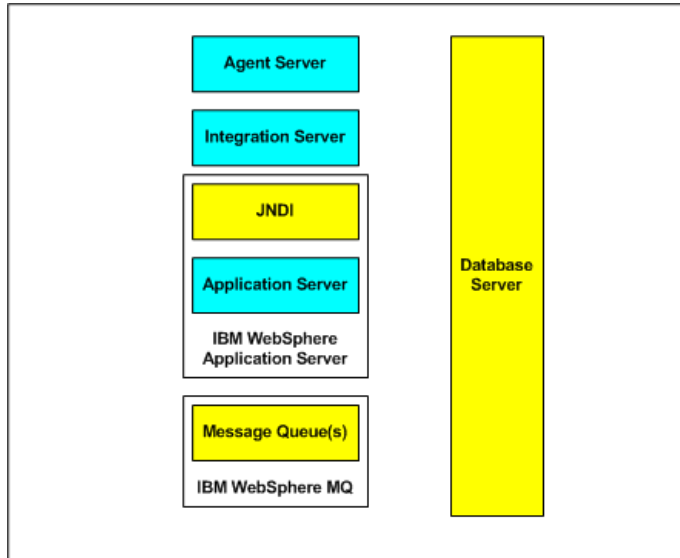 Agent Server
Integration Server
JNDI
Application Server
IBM WebSphere
Application Server
Message Queue(s)
IBM WebSphere MQ
Database
Server